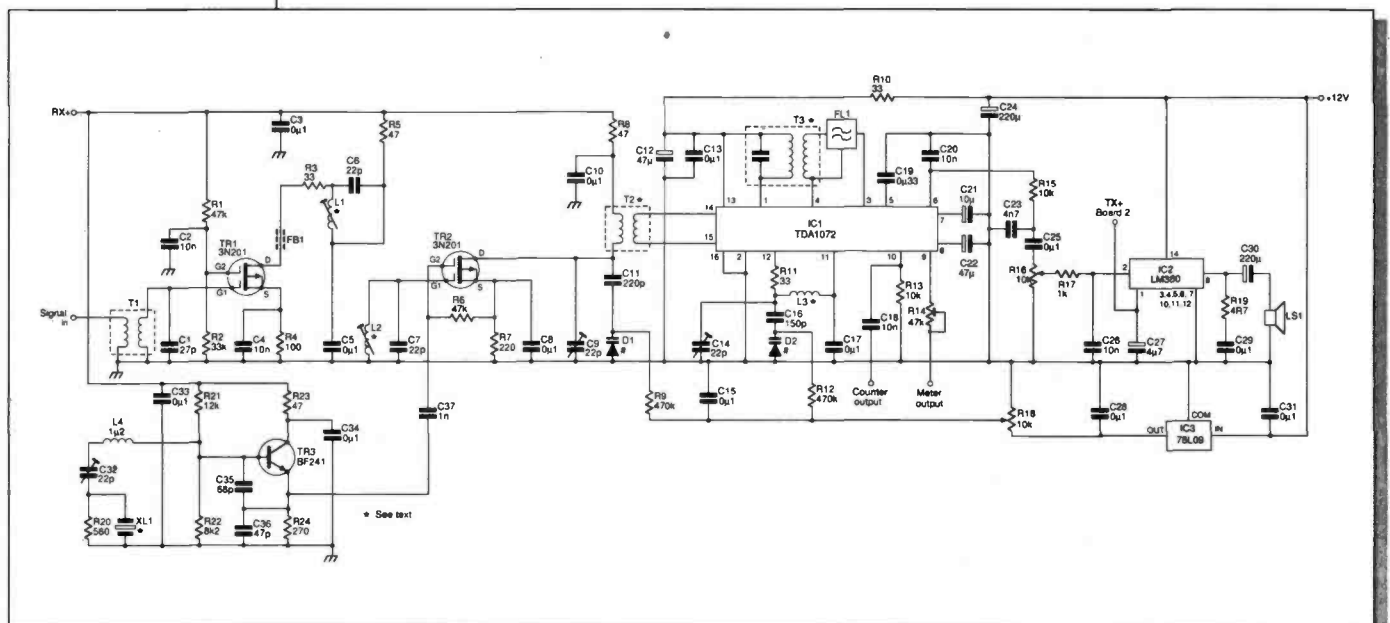 RX+
Signal in
T1
C1
27p
C2
10n
R1
47k
R2
33k
TR1
3N201
G2
G1
D
S
C4
10n
R4
100
C3
0µ1
FB1
R3
33
C6
22p
R5
47
L1
*
C5
0µ1
L2
*
C7
22p
TR2
3N201
G2
G1
D
S
R6
47k
R7
220
C8
0µ1
C9
22p
C10
0µ1
R8
47
T2*
C11
220p
D1
#
R9
470k
C12
47µ
C13
0µ1
R10
33
T3*
FL1
13
1
4
3
5
6
14
15
7
8
16
2
12
11
10
9
IC1
TDA1072
R11
33
L3*
C16
150p
C14
22p
D2
#
C17
0µ1
C15
0µ1
R12
470k
C18
10n
R13
10k
R14
47k
Counter output
Meter output
C19
0µ33
C20
10n
C21
10µ
C22
47µ
C24
220µ
C23
4n7
R15
10k
C25
0µ1
R16
10k
R17
1k
TX+
Board 2
+12V
14
2
1
8
IC2
LM380
3,4,5,6, 7
10,11,12
C26
10n
C27
4µ7
C30
220µ
R19
4R7
C29
0µ1
LS1
R18
10k
C28
0µ1
OUT
COM
IN
IC3
78L09
C31
0µ1
C33
0µ1
R21
12k
R23
47
C34
0µ1
L4
1µ2
C32
22p
R20
560
XL1
*
R22
8k2
C35
68p
C36
47p
TR3
BF241
R24
270
C37
1n
* See text